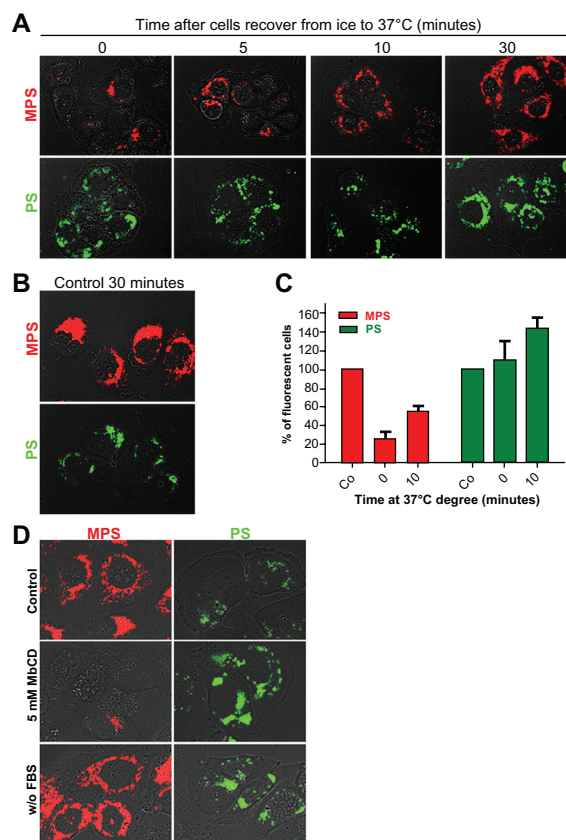 A
Time after cells recover from ice to 37°C (minutes)
0 5 10 30
MPS
PS
B
Control 30 minutes
MPS
PS
C
MPS
PS
% of fluorescent cells
160
140
120
100
80
60
40
20
0
Co 0 10 Co 0 10
Time at 37°C degree (minutes)
D
MPS PS
Control
5 mM MbCD
w/o FBS